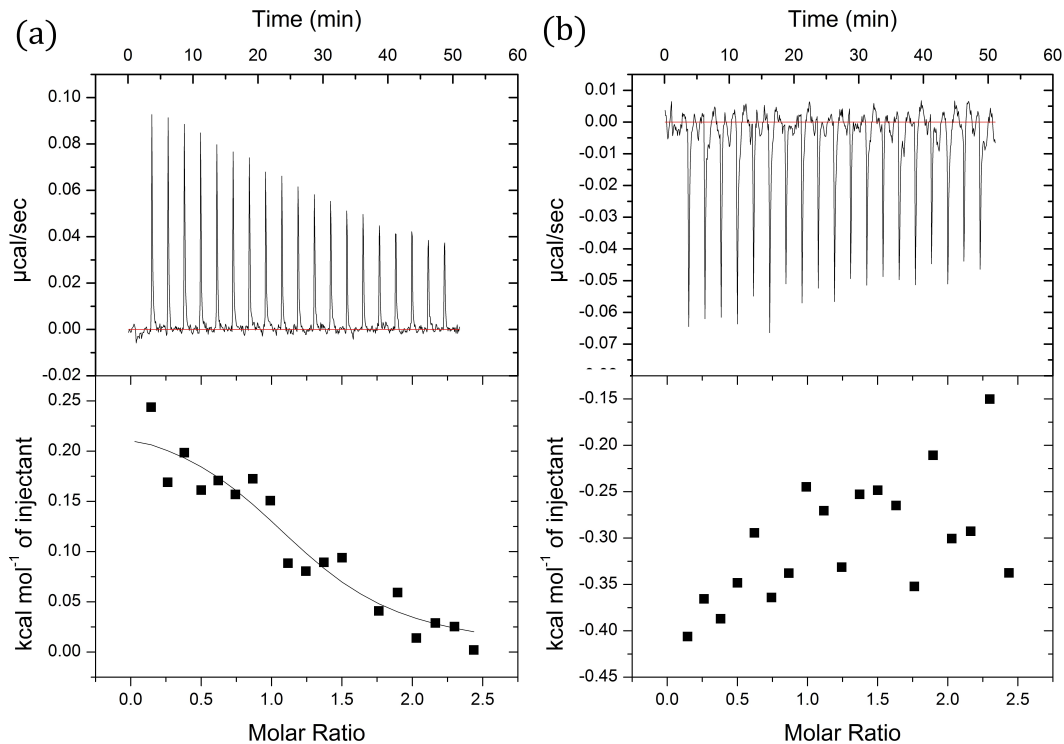 (a)
Time (min)
0 10 20 30 40 50 60
0.10
0.08
0.06
0.04
0.02
0.00
-0.02
µcal/sec
0.25
0.20
0.15
0.10
0.05
0.00
kcal mol⁻¹ of injectant
0.0 0.5 1.0 1.5 2.0 2.5
Molar Ratio
(b)
Time (min)
0 10 20 30 40 50 60
0.01
0.00
-0.01
-0.02
-0.03
-0.04
-0.05
-0.06
-0.07
µcal/sec
-0.15
-0.20
-0.25
-0.30
-0.35
-0.40
-0.45
kcal mol⁻¹ of injectant
0.0 0.5 1.0 1.5 2.0 2.5
Molar Ratio